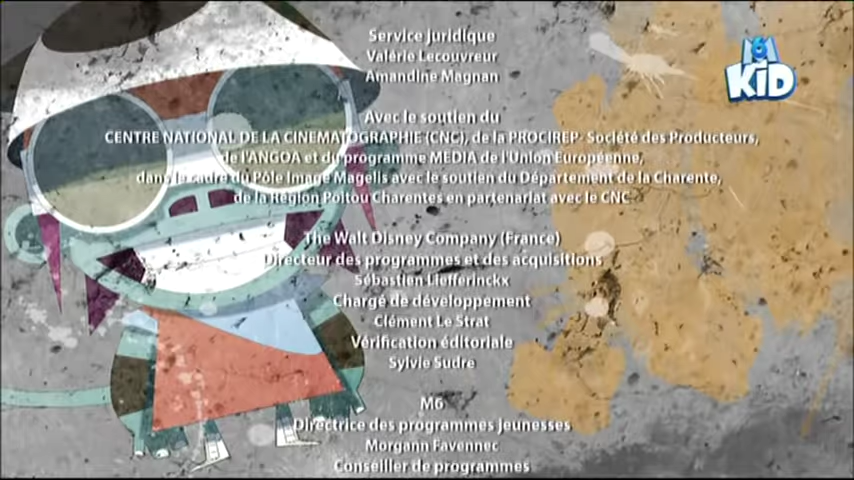 Service juridique
Valérie Lecouvreur
Amandine Magnan
M6
KiD
Avec le soutien du
CENTRE NATIONAL DE LA CINEMATOGRAPHIE (CNC), de la PROCIREP- Société des Producteurs,
de l'ANGOA et du programme MEDIA de l'Union Européenne,
dans le cadre du Pôle Image Magelis avec le soutien du Département de la Charente,
de la Région Poitou Charentes en partenariat avec le CNC
The Walt Disney Company (France)
Directeur des programmes et des acquisitions
Sébastien Liefferinckx
Chargé de développement
Clément Le Strat
Vérification éditoriale
Sylvie Sudre
M6
Directrice des programmes jeunesses
Morgann Favennec
Conseiller de programmes